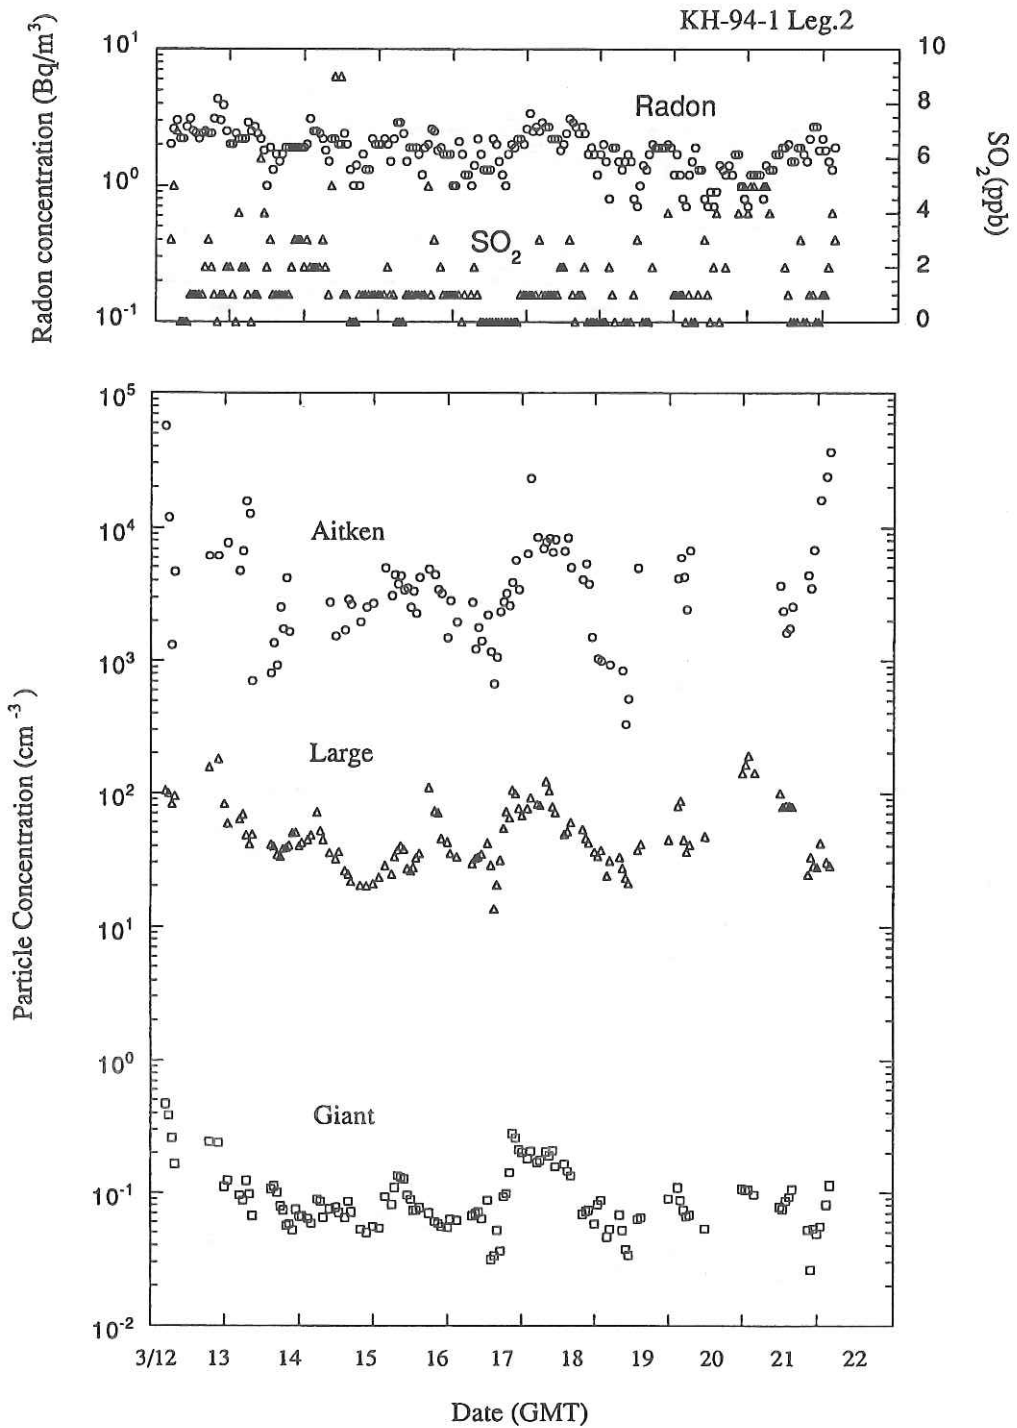 KH-94-1 Leg.2
Radon concentration (Bq/m³)
10¹
10⁰
10⁻¹
Radon
SO₂
10
8
6
4
2
0
SO₂(ppb)
Particle Concentration (cm⁻³)
10⁵
10⁴
10³
10²
10¹
10⁰
10⁻¹
10⁻²
Aitken
Large
Giant
3/12 13 14 15 16 17 18 19 20 21 22
Date (GMT)